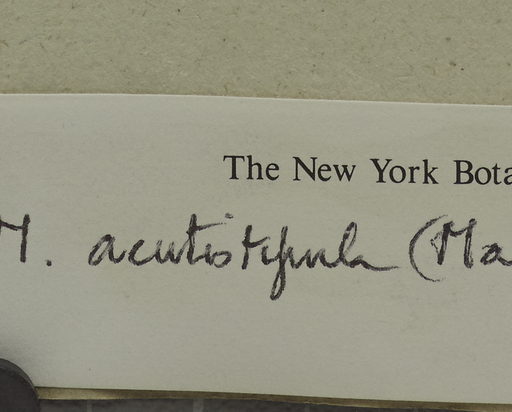 The New York Bota
M. acutistipula (Ma